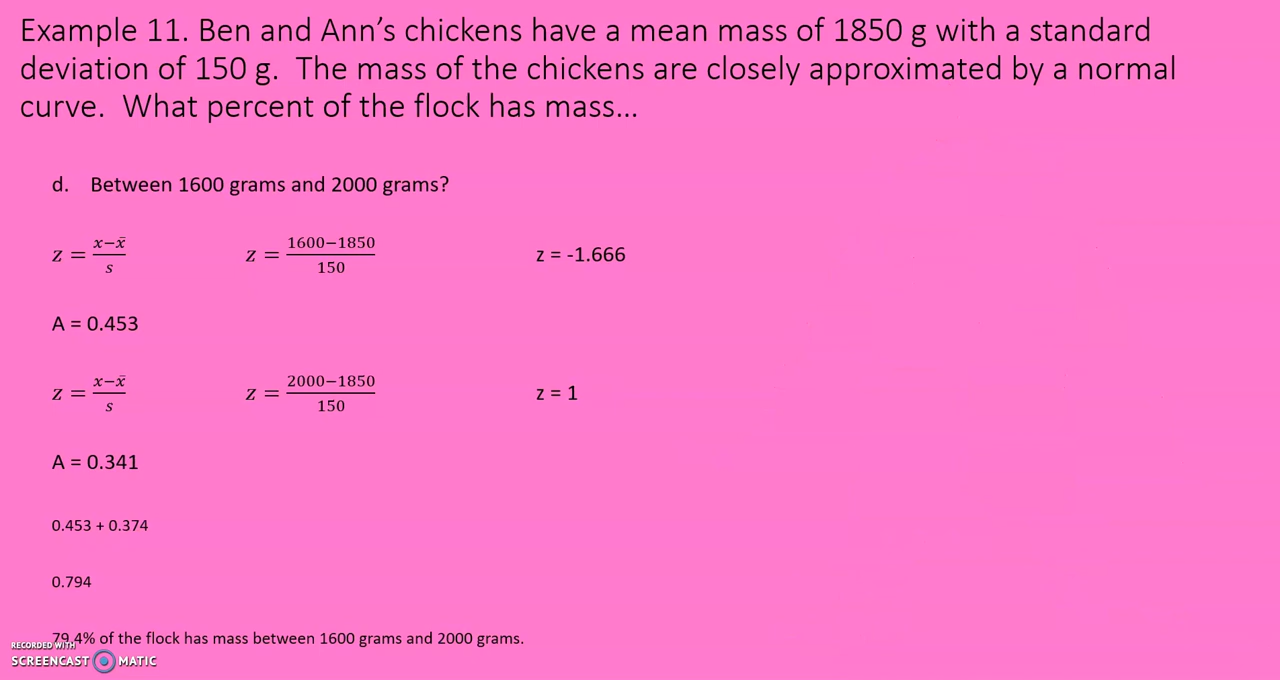 Example 11. Ben and Ann’s chickens have a mean mass of 1850 g with a standard
deviation of 150 g.  The mass of the chickens are closely approximated by a normal
curve.  What percent of the flock has mass…
d. Between 1600 grams and 2000 grams?
z = (x−x̄)/s z = (1600−1850)/150 z = -1.666
A = 0.453
z = (x−x̄)/s z = (2000−1850)/150 z = 1
A = 0.341
0.453 + 0.374
0.794
79.4% of the flock has mass between 1600 grams and 2000 grams.
RECORDED WITH
SCREENCAST MATIC